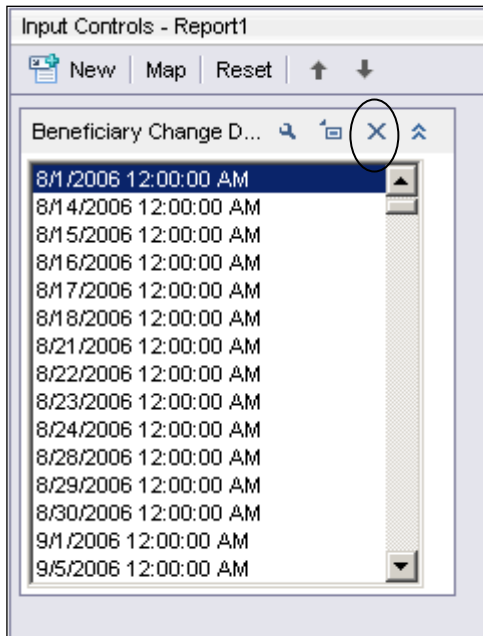 Input Controls - Report1
New Map Reset
Beneficiary Change D...
8/1/2006 12:00:00 AM
8/14/2006 12:00:00 AM
8/15/2006 12:00:00 AM
8/16/2006 12:00:00 AM
8/17/2006 12:00:00 AM
8/18/2006 12:00:00 AM
8/21/2006 12:00:00 AM
8/22/2006 12:00:00 AM
8/23/2006 12:00:00 AM
8/24/2006 12:00:00 AM
8/28/2006 12:00:00 AM
8/29/2006 12:00:00 AM
8/30/2006 12:00:00 AM
9/1/2006 12:00:00 AM
9/5/2006 12:00:00 AM